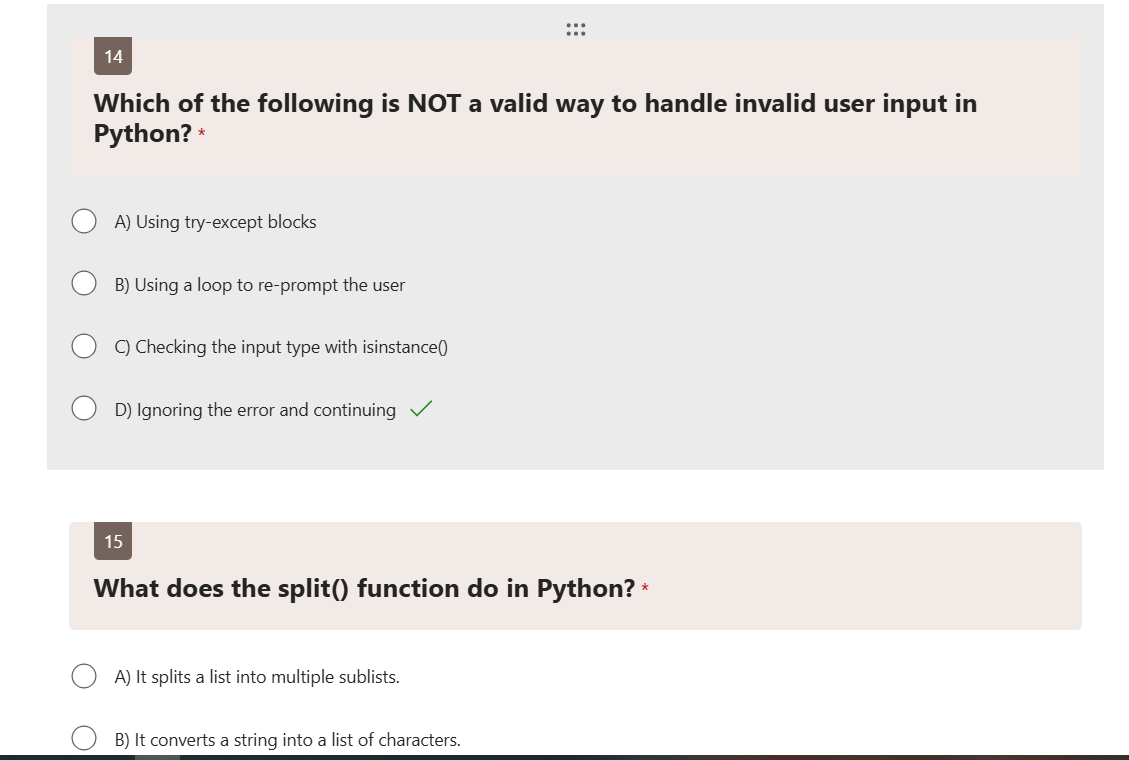 14
Which of the following is NOT a valid way to handle invalid user input in
Python? *
A) Using try-except blocks
B) Using a loop to re-prompt the user
C) Checking the input type with isinstance()
D) Ignoring the error and continuing
15
What does the split() function do in Python? *
A) It splits a list into multiple sublists.
B) It converts a string into a list of characters.